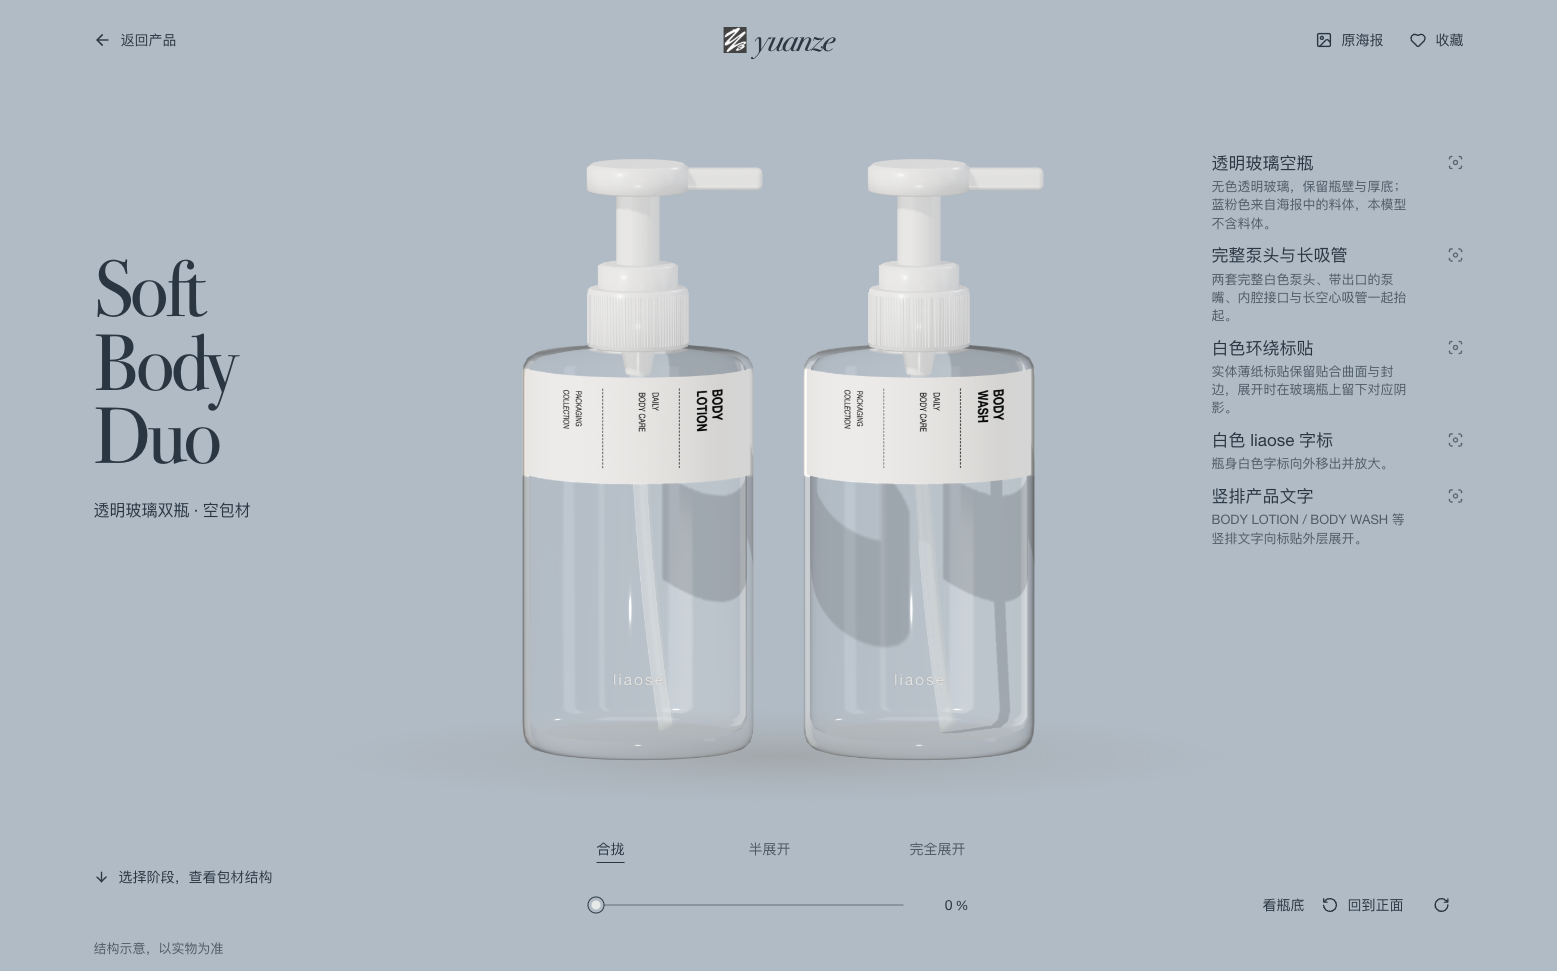 返回产品
yuanze
原海报
收藏
Soft
Body
Duo
透明玻璃双瓶 · 空包材
PACKAGING
COLLECTION
DAILY
BODY CARE
BODY
LOTION
liaose
PACKAGING
COLLECTION
DAILY
BODY CARE
BODY
WASH
liaose
透明玻璃空瓶
无色透明玻璃，保留瓶壁与厚底；
蓝粉色来自海报中的料体，本模型
不含料体。
完整泵头与长吸管
两套完整白色泵头、带出口的泵
嘴、内腔接口与长空心吸管一起抬
起。
白色环绕标贴
实体薄纸标贴保留贴合曲面与封
边，展开时在玻璃瓶上留下对应阴
影。
白色 liaose 字标
瓶身白色字标向外移出并放大。
竖排产品文字
BODY LOTION / BODY WASH 等
竖排文字向标贴外层展开。
合拢
半展开
完全展开
选择阶段，查看包材结构
0 %
看瓶底
回到正面
结构示意，以实物为准